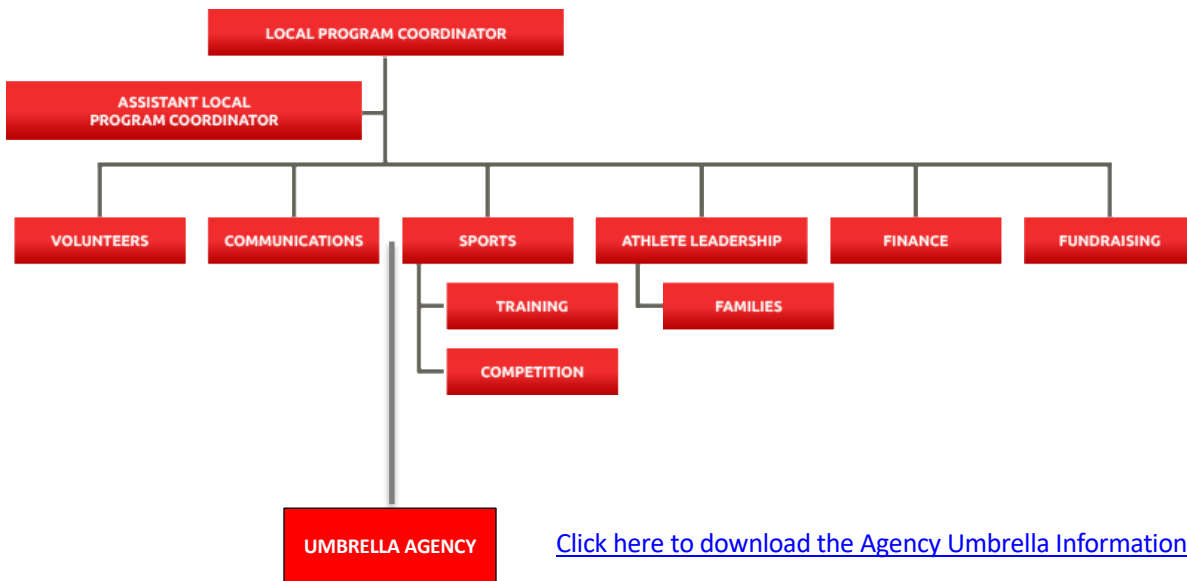 LOCAL PROGRAM COORDINATOR
ASSISTANT LOCAL
PROGRAM COORDINATOR
VOLUNTEERS
COMMUNICATIONS
SPORTS
ATHLETE LEADERSHIP
FINANCE
FUNDRAISING
TRAINING
FAMILIES
COMPETITION
UMBRELLA AGENCY
Click here to download the Agency Umbrella Information